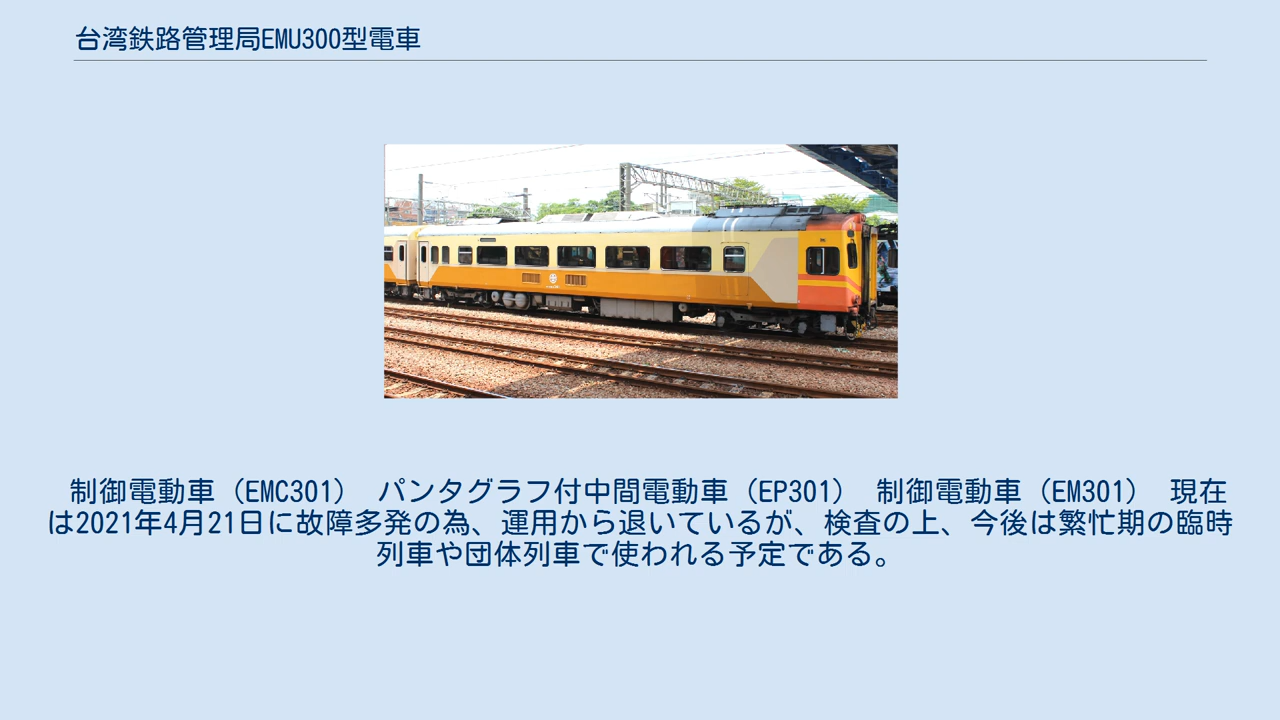 台湾鉄路管理局EMU300型電車
制御電動車（EMC301） パンタグラフ付中間電動車（EP301） 制御電動車（EM301） 現在
は2021年4月21日に故障多発の為、運用から退いているが、検査の上、今後は繁忙期の臨時
列車や団体列車で使われる予定である。